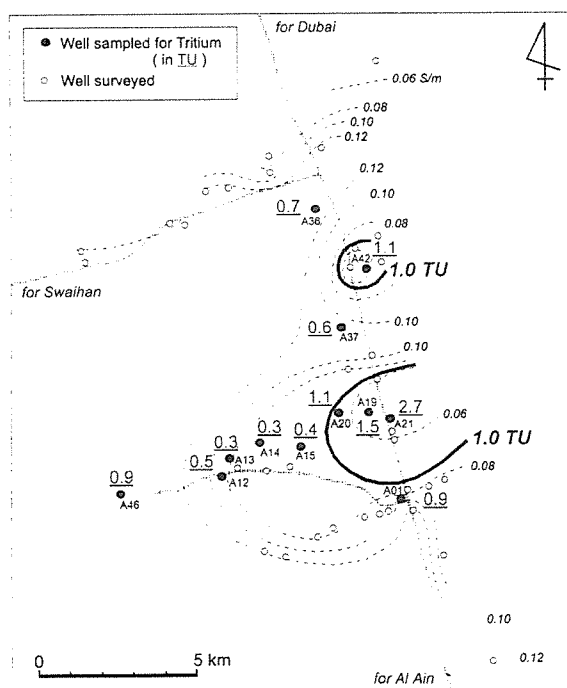 for Dubai
Well sampled for Tritium
( in TU )
Well surveyed
0.06 S/m
0.08
0.10
0.12
0.12
0.10
0.7
A36
0.08
1.1
A42
1.0 TU
for Swaihan
0.6
A37
0.10
0.10
1.1
A20
A19
1.5
2.7
A21
0.06
1.0 TU
0.3
A14
0.4
A15
0.3
A13
0.5
A12
0.08
0.9
A46
A01
0.9
0.10
0.12
0 5 km
for Al Ain